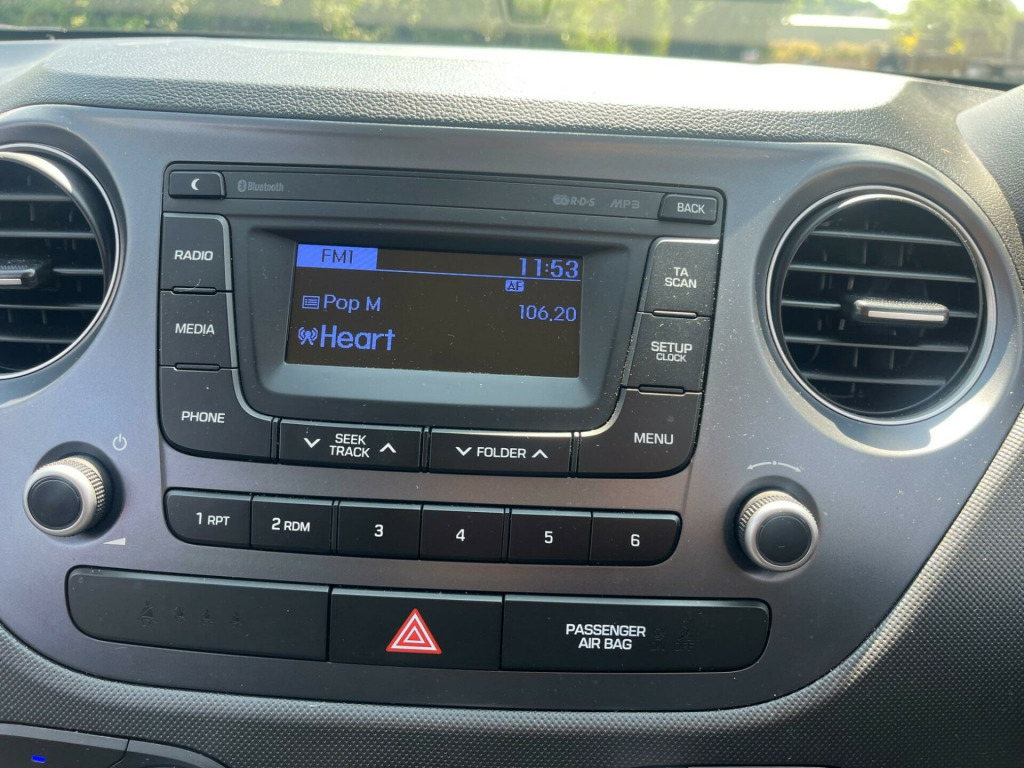 Bluetooth
R·D·S MP3 BACK
RADIO
MEDIA
PHONE
FM1 11:53
AF
Pop M 106.20
Heart
TA
SCAN
SETUP
CLOCK
MENU
SEEK
TRACK
FOLDER
1 RPT 2 RDM 3 4 5 6
PASSENGER
AIR BAG
OFF